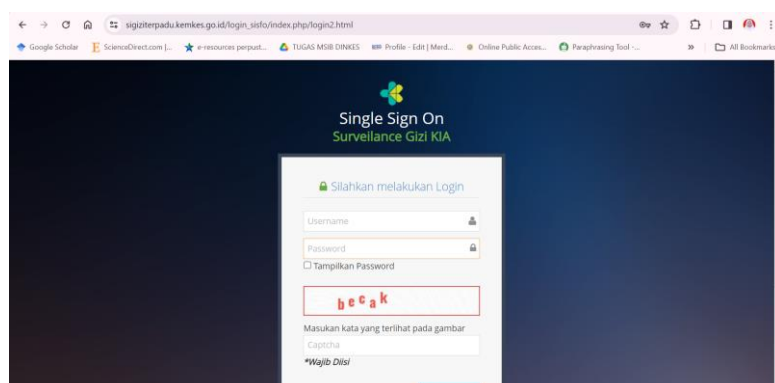 sigiziterpadu.kemkes.go.id/login_sisfo/index.php/login2.html
Google Scholar
ScienceDirect.com |...
e-resources perpust...
TUGAS MSIB DINKES
Profile - Edit | Merd...
Online Public Acces...
Paraphrasing Tool -...
»
All Bookmarks
Single Sign On
Surveilance Gizi KIA
Silahkan melakukan Login
Username
Password
Tampilkan Password
becak
Masukan kata yang terlihat pada gambar
Captcha
*Wajib Diisi